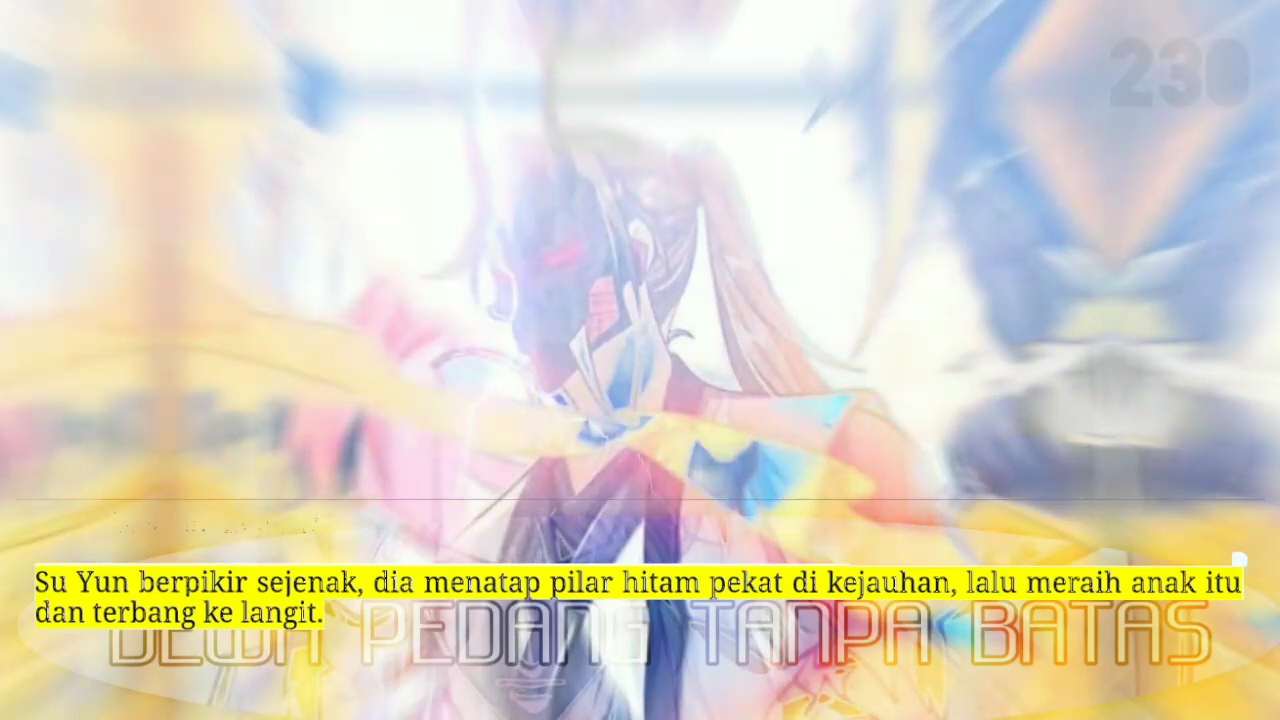 230
Su Yun berpikir sejenak, dia menatap pilar hitam pekat di kejauhan, lalu meraih anak itu
dan terbang ke langit.
DEWA PEDANG TANPA BATAS